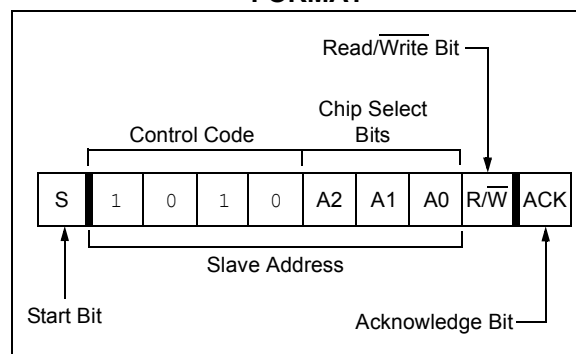 Read/Write Bit
Chip Select
Bits
Control Code
S 1 0 1 0 A2 A1 A0 R/W ACK
Slave Address
Start Bit
Acknowledge Bit